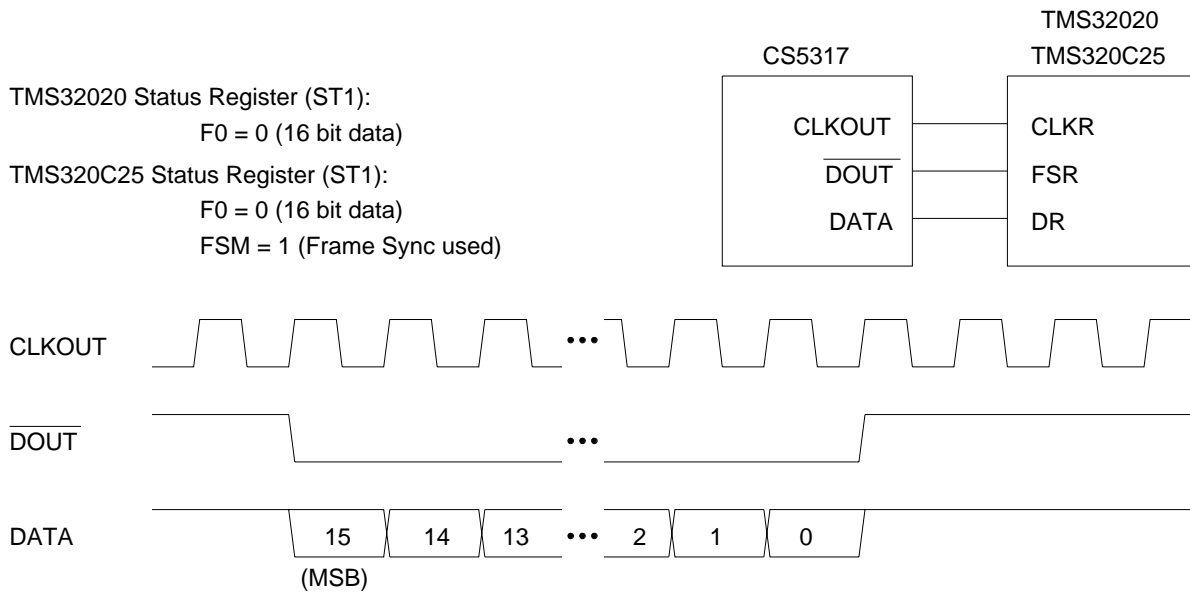 TMS32020 Status Register (ST1):
F0 = 0 (16 bit data)
TMS320C25 Status Register (ST1):
F0 = 0 (16 bit data)
FSM = 1 (Frame Sync used)
TMS32020
CS5317 TMS320C25
CLKOUT CLKR
DOUT FSR
DATA DR
CLKOUT •••
DOUT •••
DATA 15 14 13 ••• 2 1 0
(MSB)